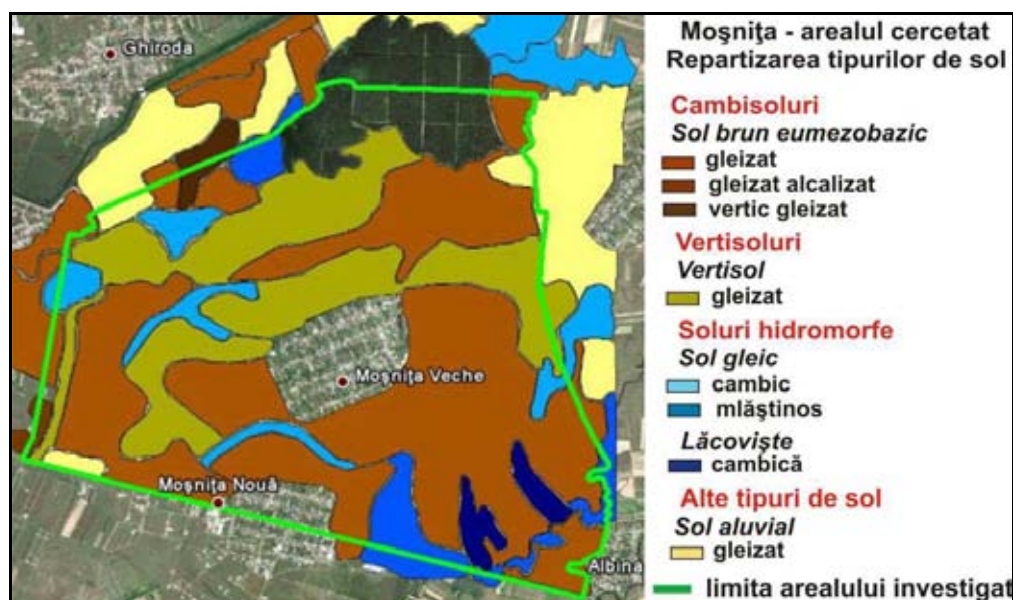 Ghiroda
Moşniţa Veche
Moşniţa Nouă
Albina
Moşniţa - arealul cercetat
Repartizarea tipurilor de sol
Cambisoluri
Sol brun eumezobazic
gleizat
gleizat alcalizat
vertic gleizat
Vertisoluri
Vertisol
gleizat
Soluri hidromorfe
Sol gleic
cambic
mlăştinos
Lăcovişte
cambică
Alte tipuri de sol
Sol aluvial
gleizat
limita arealului investigat